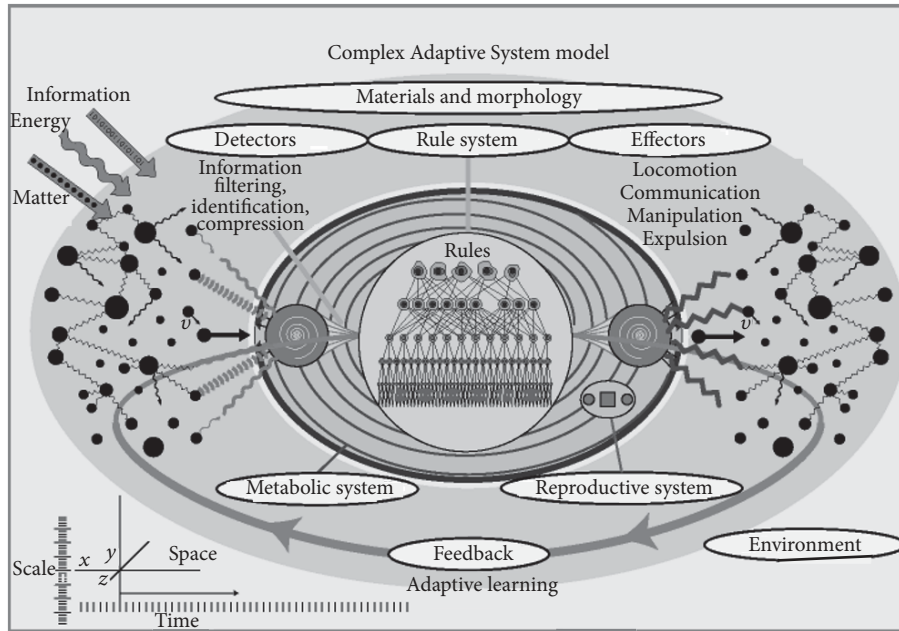 Complex Adaptive System model
Materials and morphology
Information
Energy
Matter
Detectors
Rule system
Effectors
Information
filtering,
identification,
compression
Locomotion
Communication
Manipulation
Expulsion
Rules
υ
υ
Metabolic system
Reproductive system
Feedback
Adaptive learning
Environment
Scale
x
y
z
Space
Time